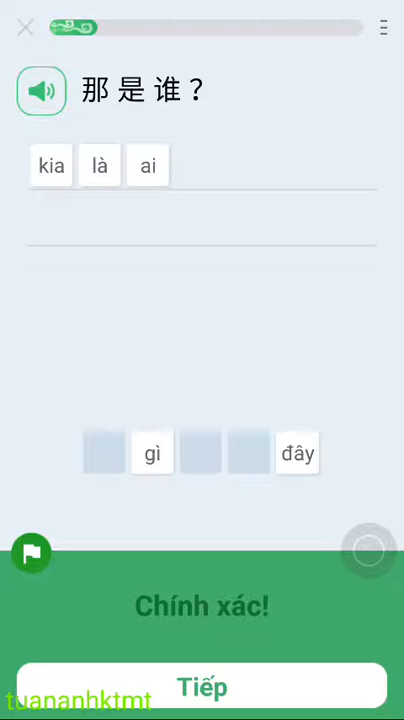 那 是 谁 ？
kia là ai
gì đây
Chính xác!
Tiếp
tuananhktmt